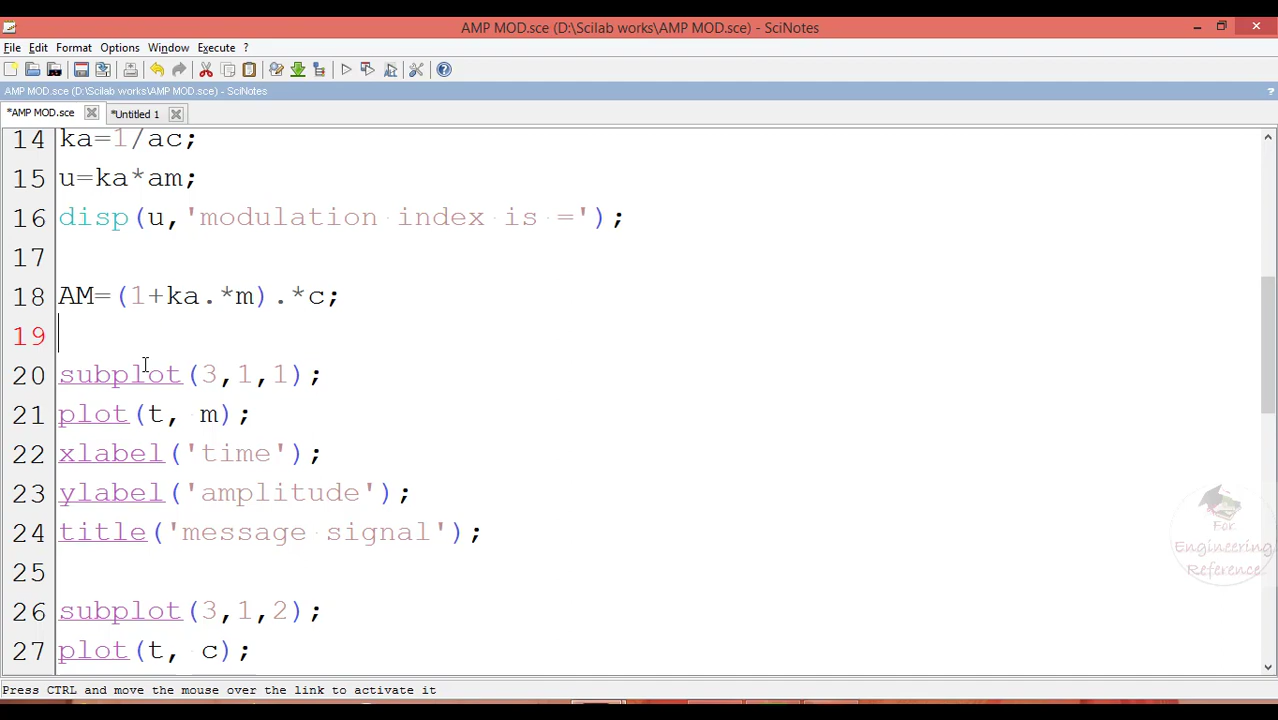 AMP MOD.sce (D:\Scilab works\AMP MOD.sce) - SciNotes
File Edit Format Options Window Execute ?
AMP MOD.sce (D:\Scilab works\AMP MOD.sce) - SciNotes ?
*AMP MOD.sce *Untitled 1
14 ka=1/ac;
15 u=ka*am;
16 disp(u,'modulation index is =');
17
18 AM=(1+ka.*m).*c;
19
20 subplot(3,1,1);
21 plot(t, m);
22 xlabel('time');
23 ylabel('amplitude');
24 title('message signal');
25
26 subplot(3,1,2);
27 plot(t, c);
For
Engineering
Reference
Press CTRL and move the mouse over the link to activate it